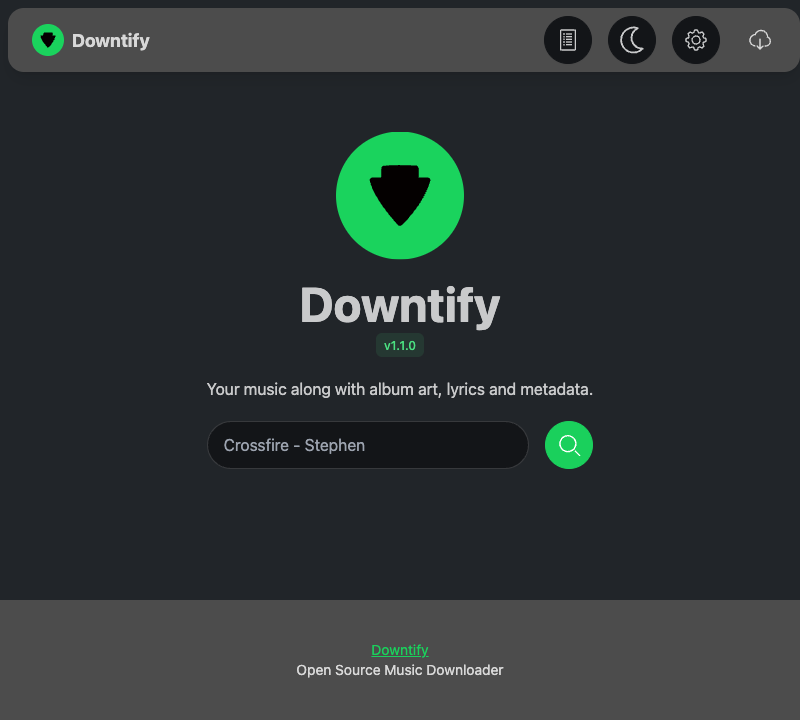 Downtify
Downtify
v1.1.0
Your music along with album art, lyrics and metadata.
Crossfire - Stephen
Downtify
Open Source Music Downloader